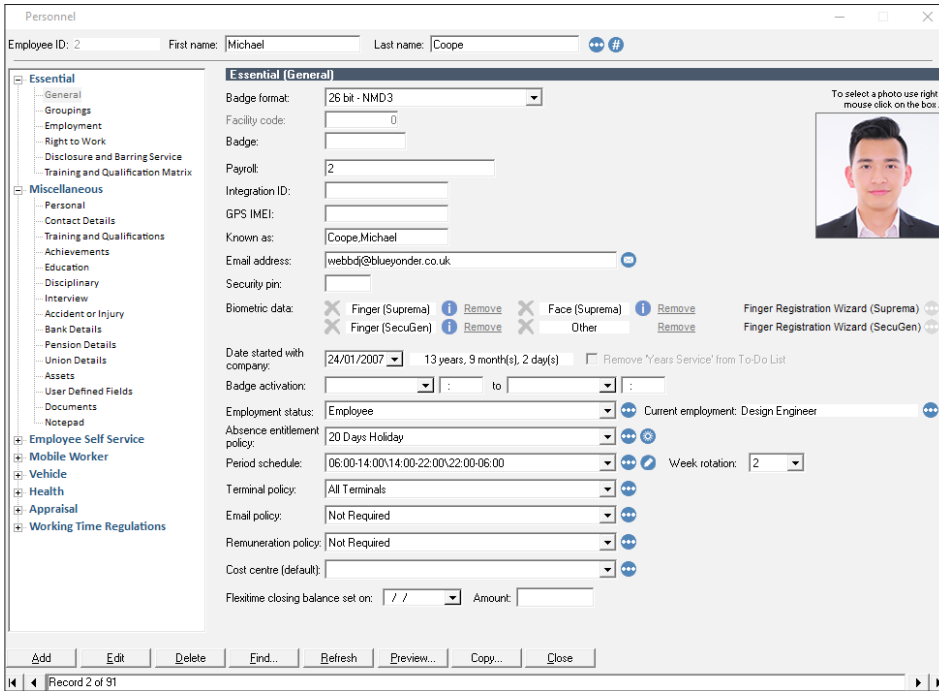 Personnel
Employee ID: 2 First name: Michael Last name: Coope
Essential
General
Groupings
Employment
Right to Work
Disclosure and Barring Service
Training and Qualification Matrix
Miscellaneous
Personal
Contact Details
Training and Qualifications
Achievements
Education
Disciplinary
Interview
Accident or Injury
Bank Details
Pension Details
Union Details
Assets
User Defined Fields
Documents
Notepad
Employee Self Service
Mobile Worker
Vehicle
Health
Appraisal
Working Time Regulations
Essential (General)
Badge format: 26 bit - NMD3
Facility code: 0
Badge:
Payroll: 2
Integration ID:
GPS IMEI:
Known as: Coope,Michael
Email address: webbdj@blueyonder.co.uk
Security pin:
To select a photo use right
mouse click on the box.
Biometric data: Finger (Suprema) Remove Face (Suprema) Remove Finger Registration Wizard (Suprema)
Finger (SecuGen) Remove Other Remove Finger Registration Wizard (SecuGen)
Date started with
company: 24/01/2007 13 years, 9 month(s), 2 day(s) Remove 'Years Service' from To-Do List
Badge activation: : to :
Employment status: Employee Current employment: Design Engineer
Absence entitlement
policy: 20 Days Holiday
Period schedule: 06:00-14:00\14:00-22:00\22:00-06:00 Week rotation: 2
Terminal policy: All Terminals
Email policy: Not Required
Remuneration policy: Not Required
Cost centre (default):
Flexitime closing balance set on: / / Amount:
Add Edit Delete Find... Refresh Preview... Copy... Close
Record 2 of 91